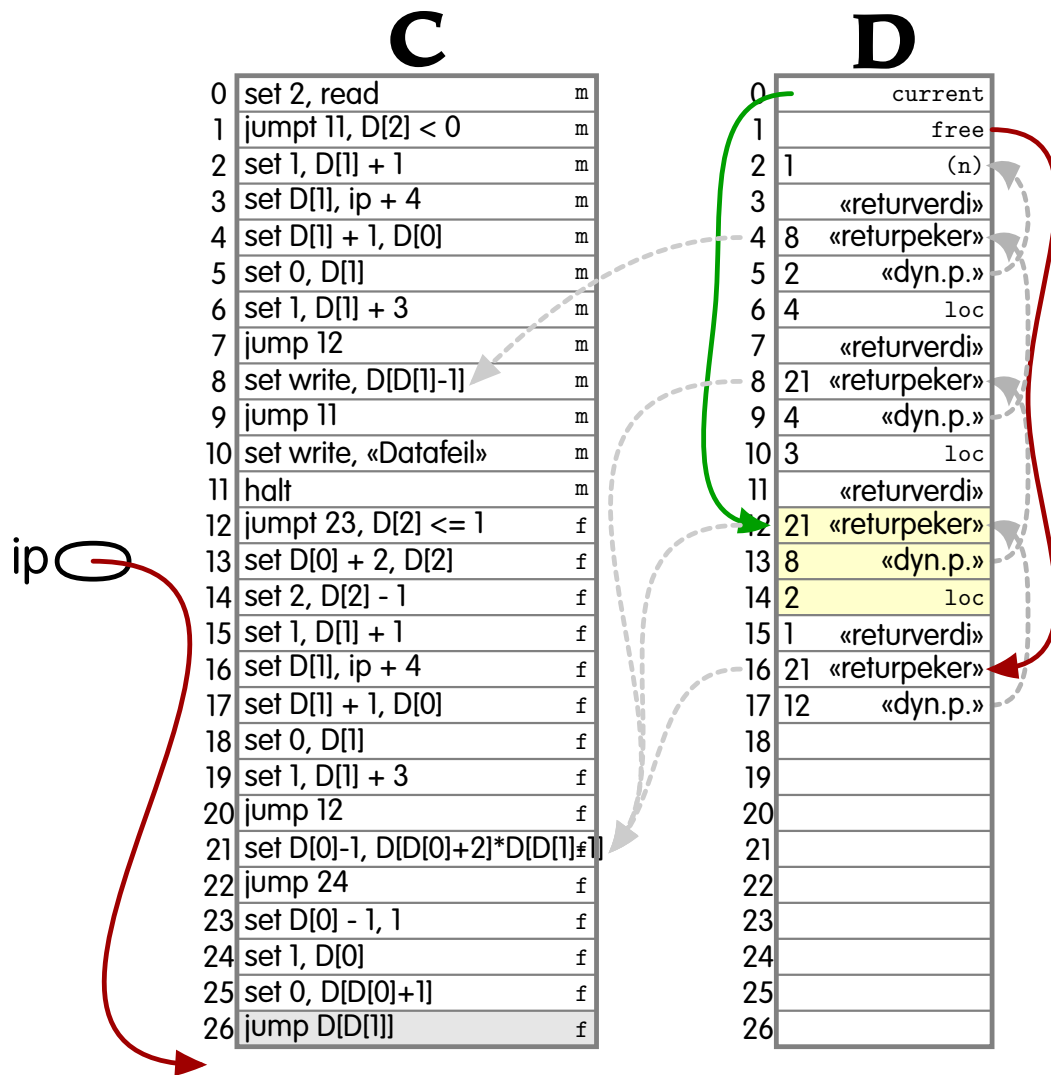 C
0 set 2, read m
1 jumpt 11, D[2] < 0 m
2 set 1, D[1] + 1 m
3 set D[1], ip + 4 m
4 set D[1] + 1, D[0] m
5 set 0, D[1] m
6 set 1, D[1] + 3 m
7 jump 12 m
8 set write, D[D[1]-1] m
9 jump 11 m
10 set write, «Datafeil» m
11 halt m
12 jumpt 23, D[2] <= 1 f
13 set D[0] + 2, D[2] f
14 set 2, D[2] - 1 f
15 set 1, D[1] + 1 f
16 set D[1], ip + 4 f
17 set D[1] + 1, D[0] f
18 set 0, D[1] f
19 set 1, D[1] + 3 f
20 jump 12 f
21 set D[0]-1, D[D[0]+2]*D[D[1]-1] f
22 jump 24 f
23 set D[0] - 1, 1 f
24 set 1, D[0] f
25 set 0, D[D[0]+1] f
26 jump D[D[1]] f
ip
D
0 current
1 free
2 1 (n)
3 «returverdi»
4 8 «returpeker»
5 2 «dyn.p.»
6 4 loc
7 «returverdi»
8 21 «returpeker»
9 4 «dyn.p.»
10 3 loc
11 «returverdi»
12 21 «returpeker»
13 8 «dyn.p.»
14 2 loc
15 1 «returverdi»
16 21 «returpeker»
17 12 «dyn.p.»
18
19
20
21
22
23
24
25
26